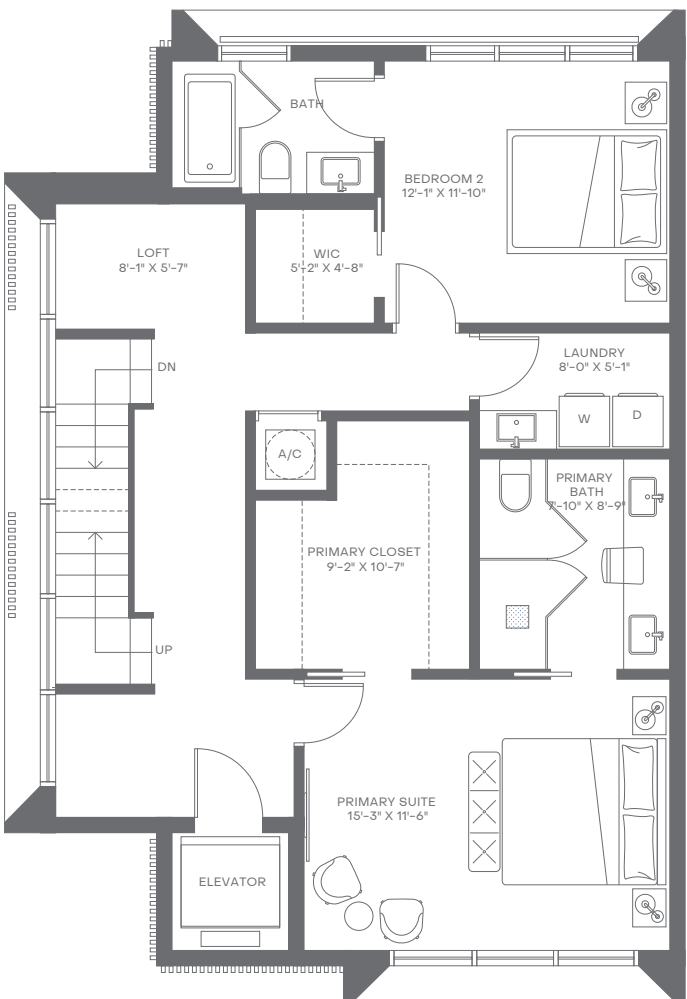 BATH
BEDROOM 2
12'-1" X 11'-10"
LOFT
8'-1" X 5'-7"
WIC
5'-2" X 4'-8"
DN
LAUNDRY
8'-0" X 5'-1"
W
D
A/C
PRIMARY
BATH
7'-10" X 8'-9"
PRIMARY CLOSET
9'-2" X 10'-7"
UP
PRIMARY SUITE
15'-3" X 11'-6"
ELEVATOR